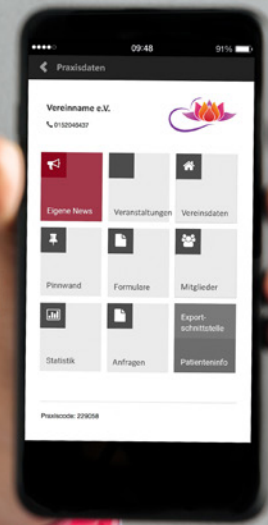 09:48
91%
Praxisdaten
Vereinname e.V.
0152048437
Eigene News
Veranstaltungen
Vereinsdaten
Pinnwand
Formulare
Mitglieder
Export-
schnittstelle
Statistik
Anfragen
Patienteninfo
Praxiscode: 229058